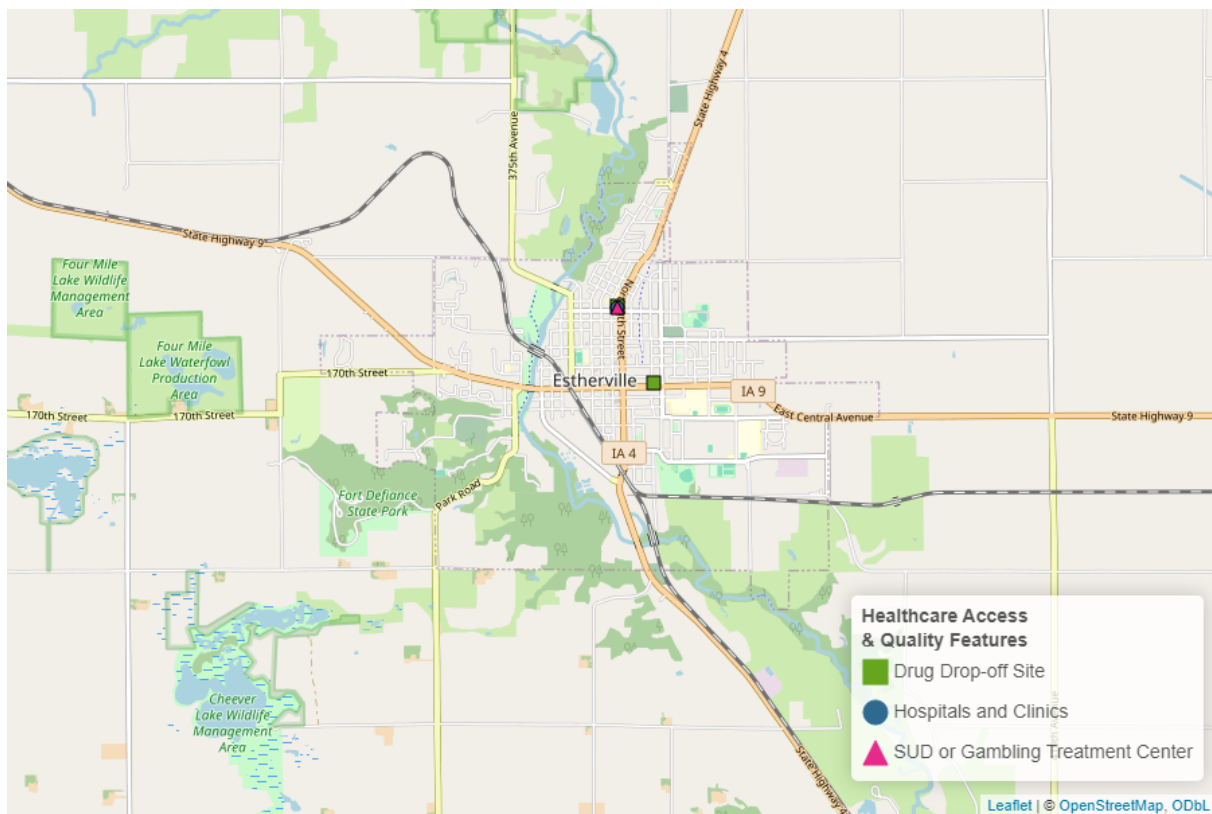 State Highway 4
375th Avenue
State Highway 9
Four Mile
Lake Wildlife
Management
Area
Four Mile
Lake Waterfowl
Production
Area
th Street
170th Street
Estherville
IA 9
170th Street
170th Street
East Central Avenue
State Highway 9
IA 4
Fort Defiance
State Park
Park Road
Cheever
Lake Wildlife
Management
Area
State Highway 4
Healthcare Access
& Quality Features
Drug Drop-off Site
Hospitals and Clinics
SUD or Gambling Treatment Center
Leaflet | © OpenStreetMap, ODbL